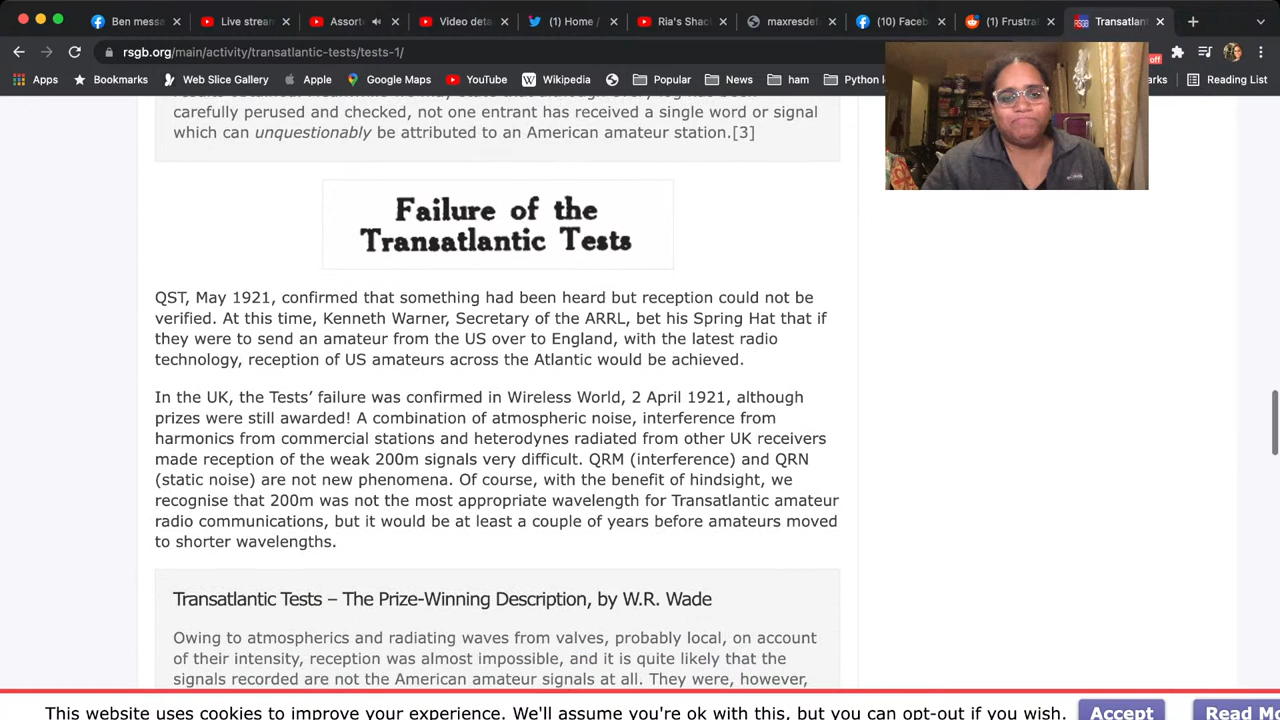 Ben messa
Live stream
Assorte
Video deta
(1) Home /
Ria's Shack
maxresdef
(10) Faceb
(1) Frustra
Transatlan
rsgb.org/main/activity/transatlantic-tests/tests-1/
off
Apps
Bookmarks
Web Slice Gallery
Apple
Google Maps
YouTube
Wikipedia
Popular
News
ham
Python
Reading List
carefully perused and checked, not one entrant has received a single word or signal
which can unquestionably be attributed to an American amateur station.[3]
Failure of the
Transatlantic Tests
QST, May 1921, confirmed that something had been heard but reception could not be
verified. At this time, Kenneth Warner, Secretary of the ARRL, bet his Spring Hat that if
they were to send an amateur from the US over to England, with the latest radio
technology, reception of US amateurs across the Atlantic would be achieved.
In the UK, the Tests’ failure was confirmed in Wireless World, 2 April 1921, although
prizes were still awarded! A combination of atmospheric noise, interference from
harmonics from commercial stations and heterodynes radiated from other UK receivers
made reception of the weak 200m signals very difficult. QRM (interference) and QRN
(static noise) are not new phenomena. Of course, with the benefit of hindsight, we
recognise that 200m was not the most appropriate wavelength for Transatlantic amateur
radio communications, but it would be at least a couple of years before amateurs moved
to shorter wavelengths.
Transatlantic Tests – The Prize-Winning Description, by W.R. Wade
Owing to atmospherics and radiating waves from valves, probably local, on account
of their intensity, reception was almost impossible, and it is quite likely that the
signals recorded are not the American amateur signals at all. They were, however,
This website uses cookies to improve your experience. We'll assume you're ok with this, but you can opt-out if you wish.
Accept
Read Mo